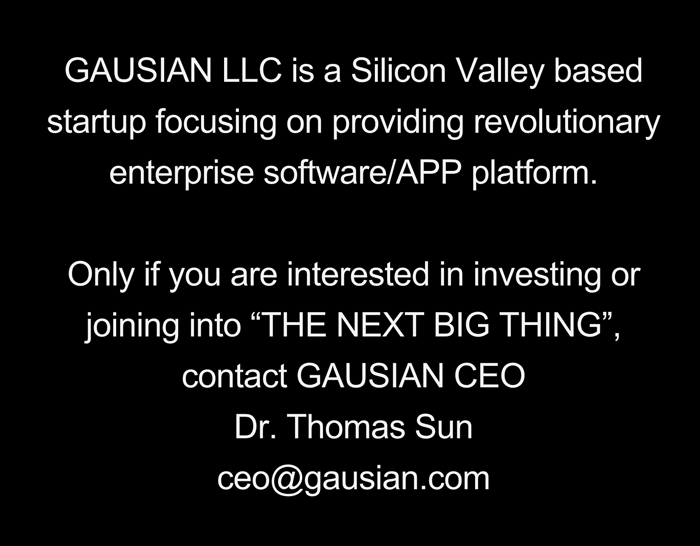 GAUSIAN LLC is a Silicon Valley based
startup focusing on providing revolutionary
enterprise software/APP platform.
Only if you are interested in investing or
joining into “THE NEXT BIG THING”,
contact GAUSIAN CEO
Dr. Thomas Sun
ceo@gausian.com